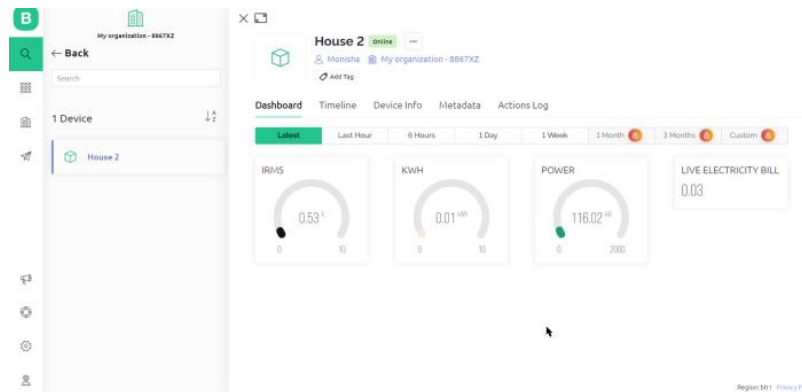 B
My organization - 8867XZ
← Back
Search
1 Device
House 2
House 2 Online
Monisha My organization - 8867XZ
Add Tag
Dashboard Timeline Device Info Metadata Actions Log
Latest Last Hour 6 Hours 1 Day 1 Week 1 Month 3 Months Custom
IRMS KWH POWER LIVE ELECTRICITY BILL
0.53 A 0.01 kWh 116.02 0.03
0 10 0 10 0 2000
Region: blr1